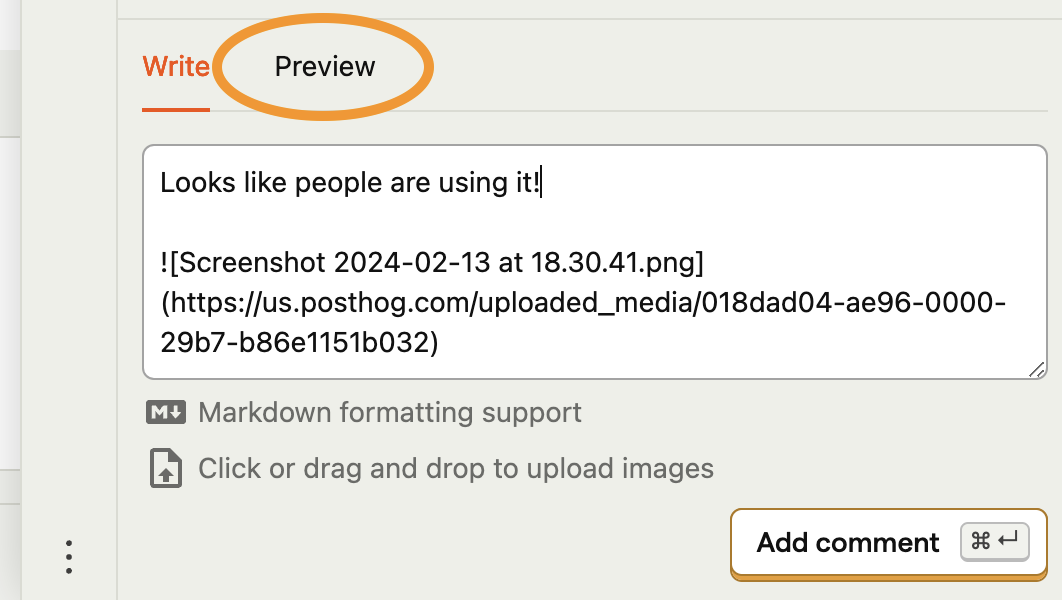 Write Preview
Looks like people are using it!
![Screenshot 2024-02-13 at 18.30.41.png]
(https://us.posthog.com/uploaded_media/018dad04-ae96-0000-
29b7-b86e1151b032)
M↓ Markdown formatting support
Click or drag and drop to upload images
Add comment ⌘ ↵